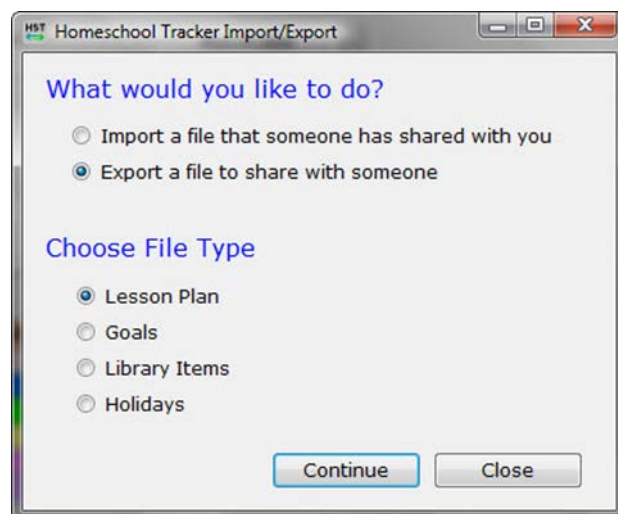 HST Homeschool Tracker Import/Export
What would you like to do?
Import a file that someone has shared with you
Export a file to share with someone
Choose File Type
Lesson Plan
Goals
Library Items
Holidays
Continue Close